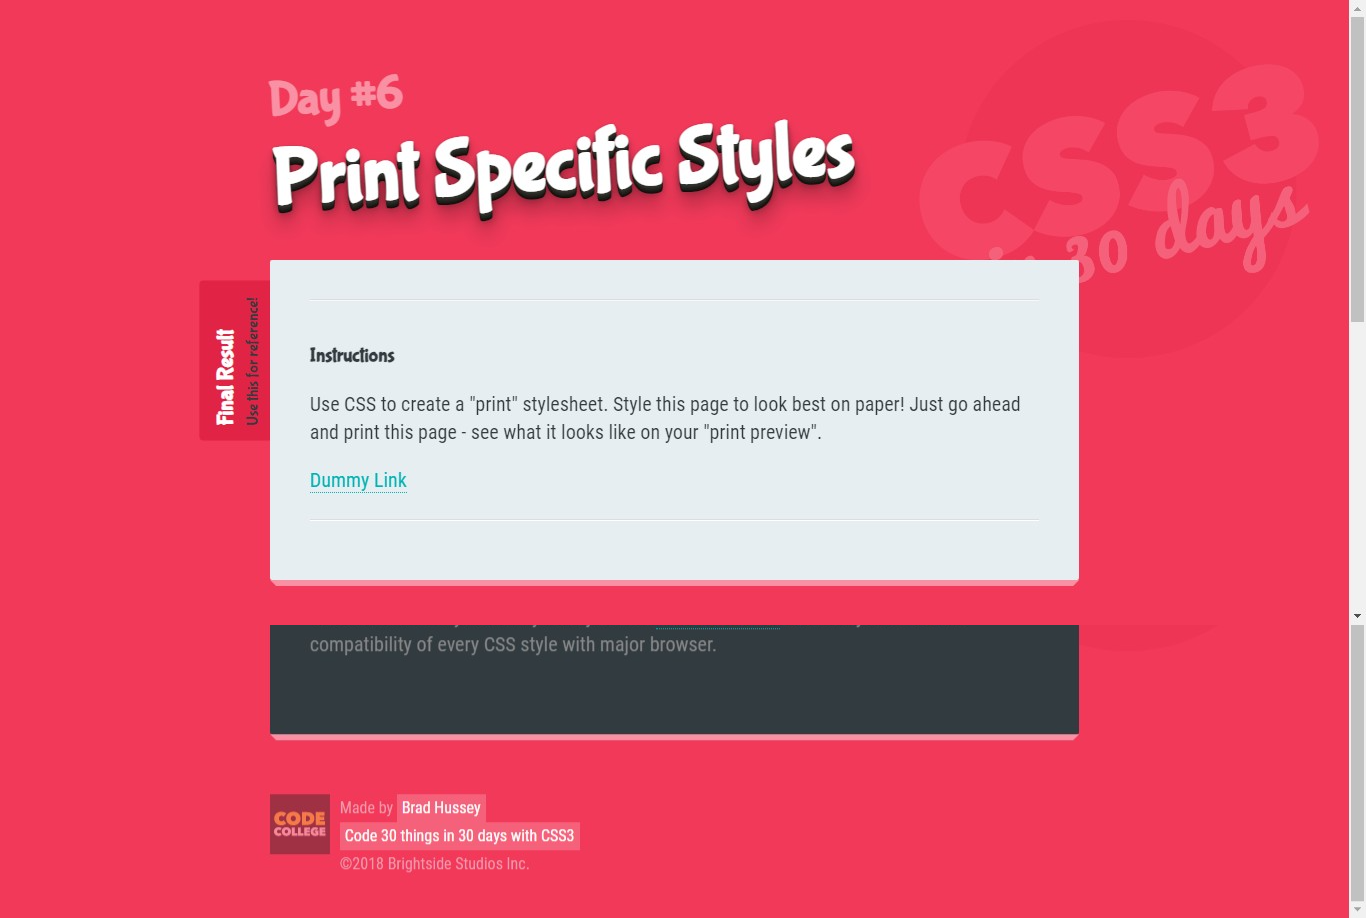 Day #6
Print Specific Styles
CSS3
30 days
Final Result
Use this for reference!
Instructions
Use CSS to create a "print" stylesheet. Style this page to look best on paper! Just go ahead
and print this page - see what it looks like on your "print preview".
Dummy Link
compatibility of every CSS style with major browser.
CODE
COLLEGE
Made by Brad Hussey
Code 30 things in 30 days with CSS3
©2018 Brightside Studios Inc.